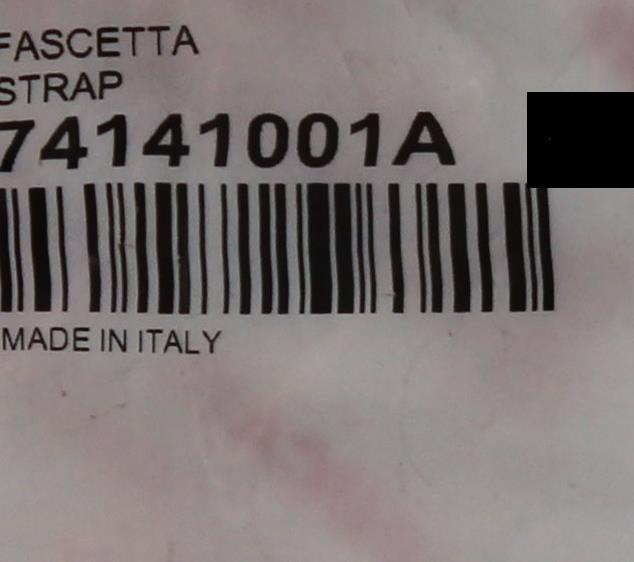 FASCETTA
STRAP
74141001A
MADE IN ITALY